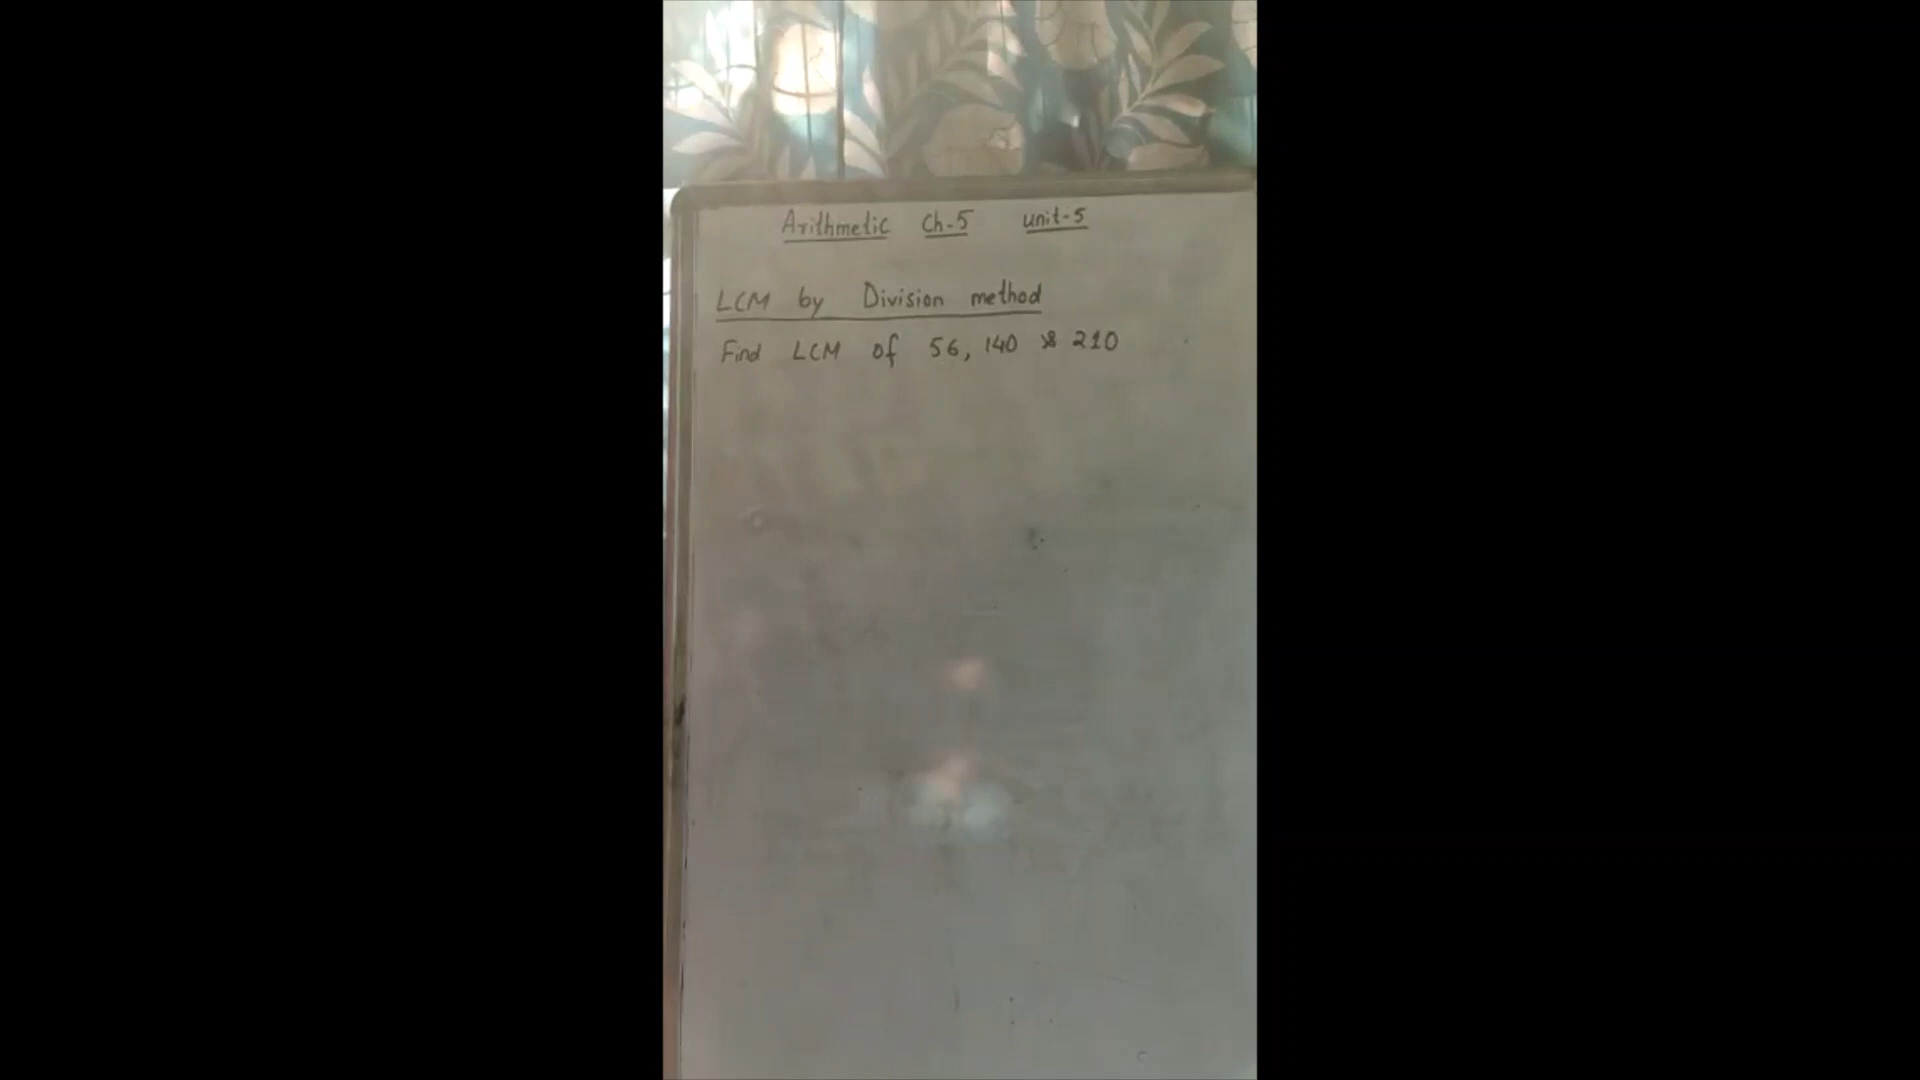 Arithmetic Ch-5 unit-5
LCM by Division method
Find LCM of 56, 140 & 210